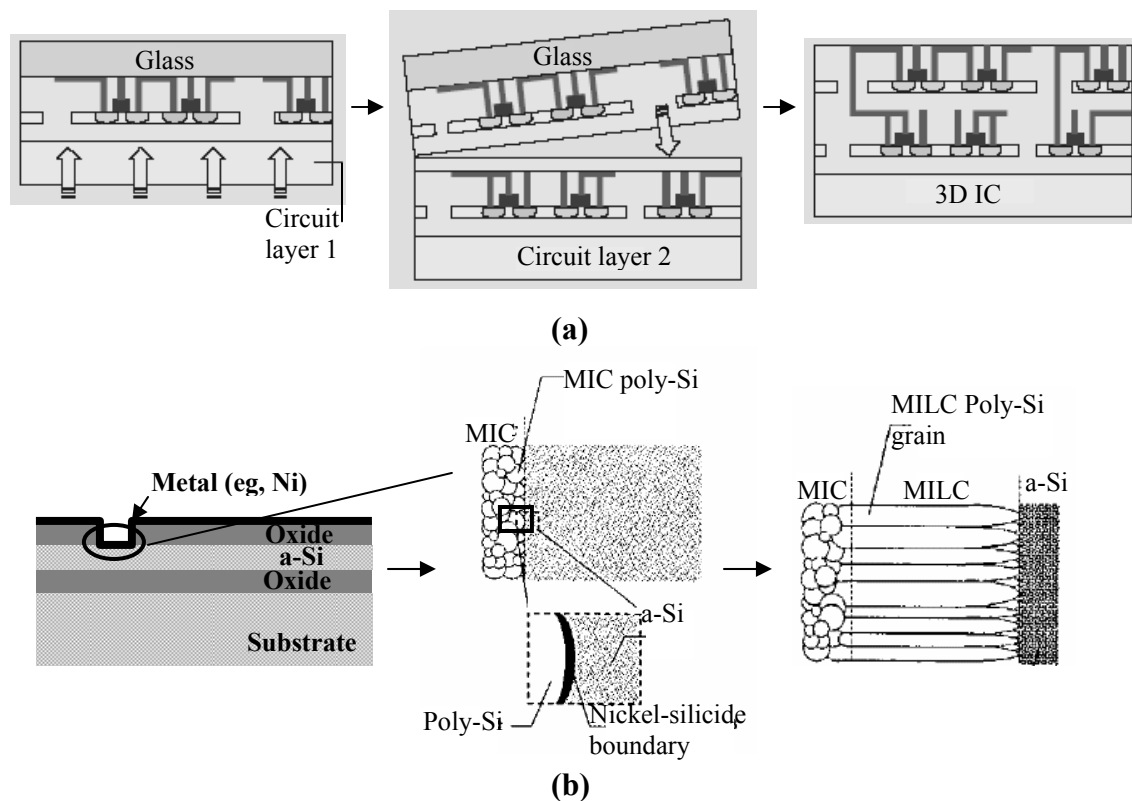 Glass
Circuit
layer 1
Glass
Circuit layer 2
3D IC
(a)
Metal (eg, Ni)
Oxide
a-Si
Oxide
Substrate
MIC poly-Si
MIC
a-Si
Poly-Si
Nickel-silicide
boundary
MILC Poly-Si
grain
MIC
MILC
a-Si
(b)